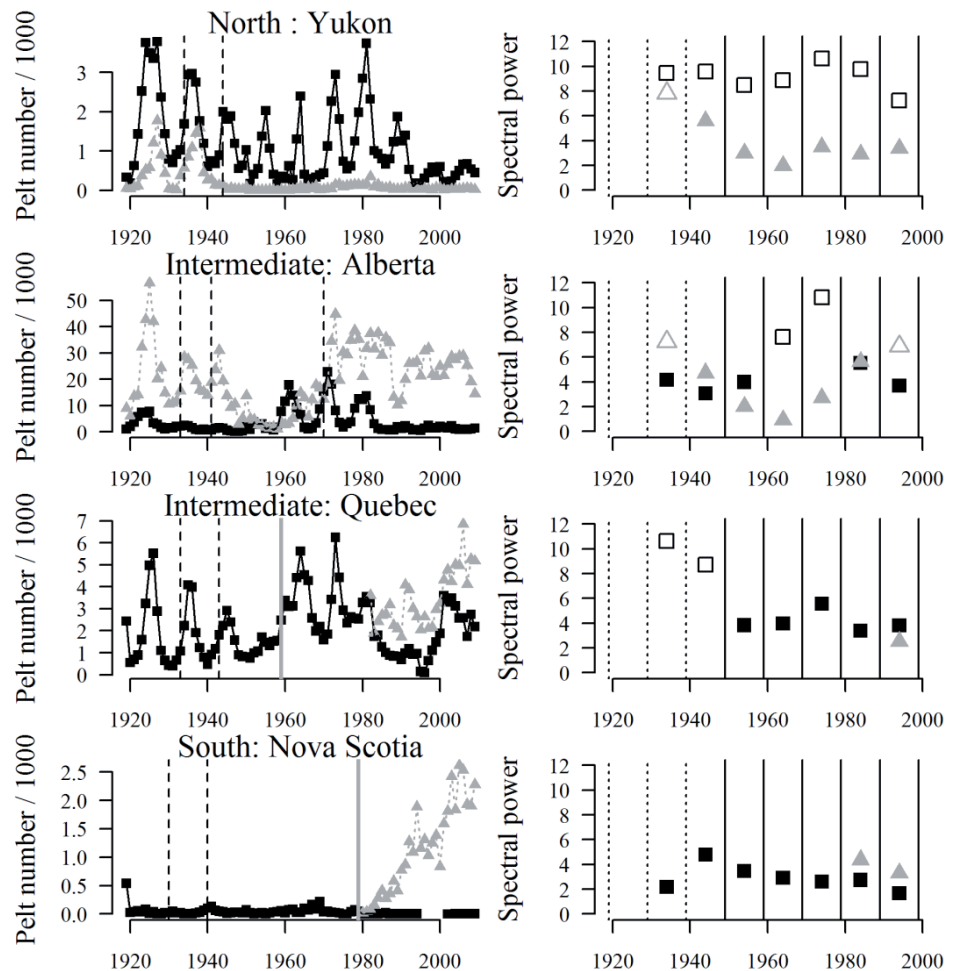 North : Yukon
Pelt number / 1000
3
2
1
0
1920 1940 1960 1980 2000
Spectral power
12
10
8
6
4
2
0
1920 1940 1960 1980 2000
Intermediate: Alberta
Pelt number / 1000
50
40
30
20
10
0
1920 1940 1960 1980 2000
Spectral power
12
10
8
6
4
2
0
1920 1940 1960 1980 2000
Intermediate: Quebec
Pelt number / 1000
7
6
5
4
3
2
1
0
1920 1940 1960 1980 2000
Spectral power
12
10
8
6
4
2
0
1920 1940 1960 1980 2000
South: Nova Scotia
Pelt number / 1000
2.5
2.0
1.5
1.0
0.5
0.0
1920 1940 1960 1980 2000
Spectral power
12
10
8
6
4
2
0
1920 1940 1960 1980 2000